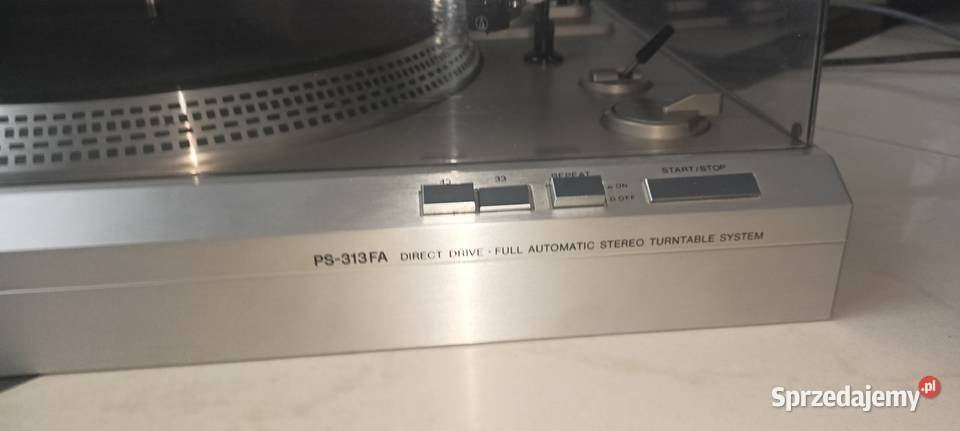 45 33 REPEAT START/STOP
ON
OFF
PS-313FA DIRECT DRIVE · FULL AUTOMATIC STEREO TURNTABLE SYSTEM
Sprzedajemy.pl